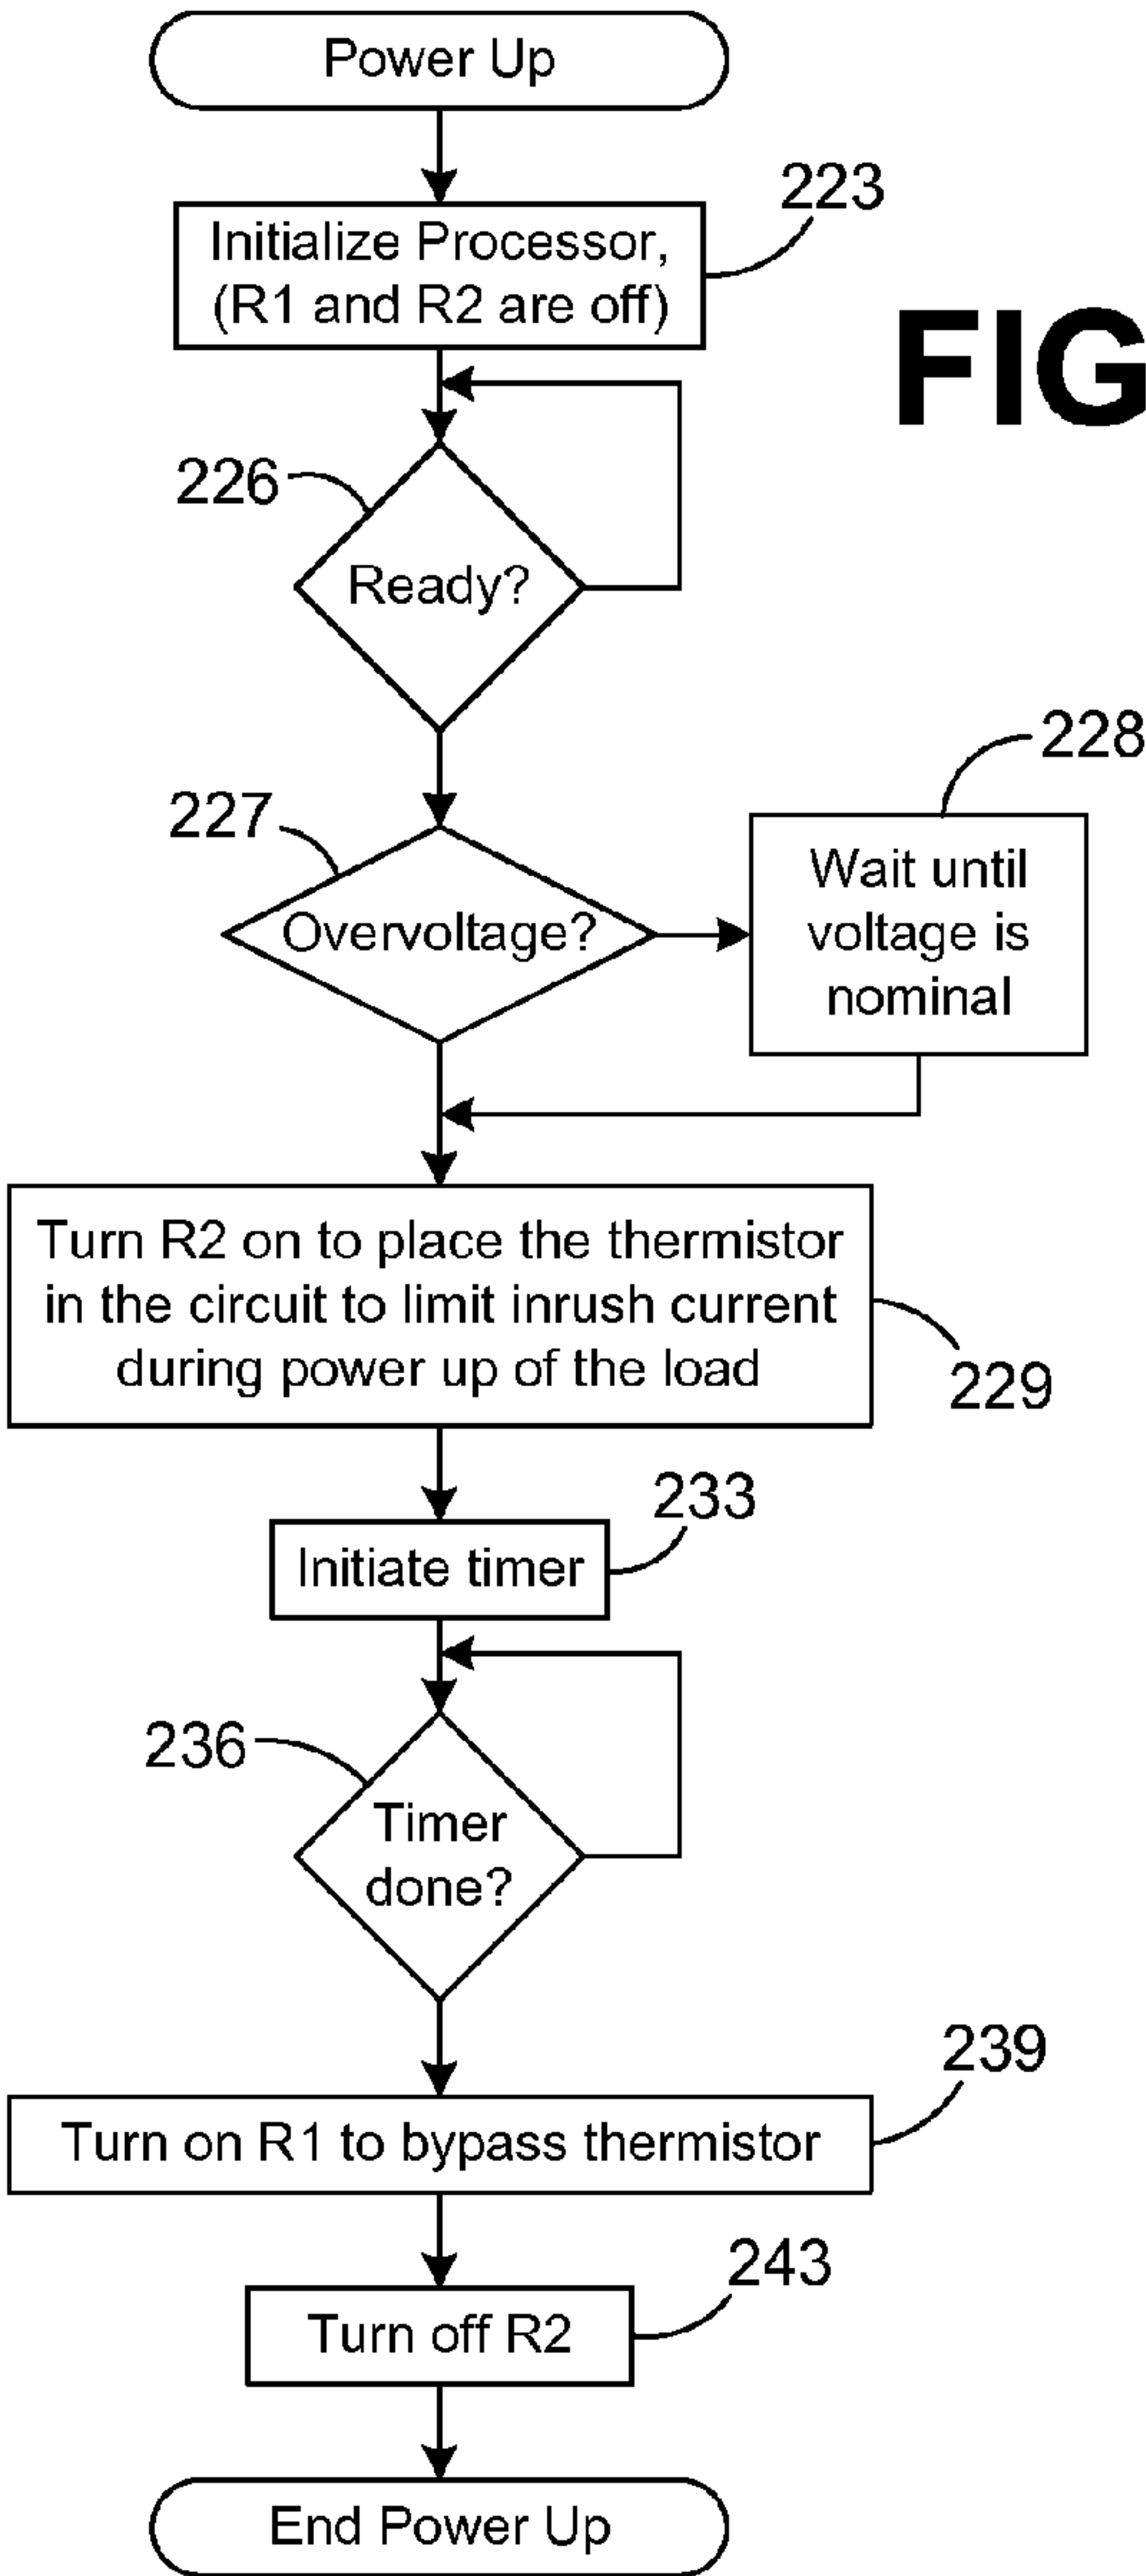 Power Up
223
Initialize Processor,
(R1 and R2 are off)
FIG
226
Ready?
228
227
Overvoltage?
Wait until
voltage is
nominal
Turn R2 on to place the thermistor
in the circuit to limit inrush current
during power up of the load
229
233
Initiate timer
236
Timer
done?
239
Turn on R1 to bypass thermistor
243
Turn off R2
End Power Up